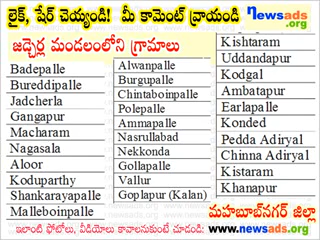 లైక్, షేర్ చెయ్యండి! మీ కామెంట్ వ్రాయండి
newsads
.org
జడ్చెర్ల మండలంలోని గ్రామాలు
Badepalle
Bureddipalle
Jadcherla
Gangapur
Macharam
Nagasala
Aloor
Koduparthy
Shankarayapalle
Malleboinpalle
Alwanpalle
Burgupalle
Chintaboinpalle
Polepalle
Ammapalle
Nasrullabad
Nekkonda
Gollapalle
Vallur
Goplapur (Kalan)
Kishtaram
Uddandapur
Kodgal
Ambatapur
Earlapalle
Konded
Pedda Adiryal
Chinna Adiryal
Kistaram
Khanapur
మహబూబ్‌నగర్ జిల్లా
ఇలాంటి ఫోటోలు, వీడియోలు కావాలనుకుంటే చూడండి:
newsads
.org